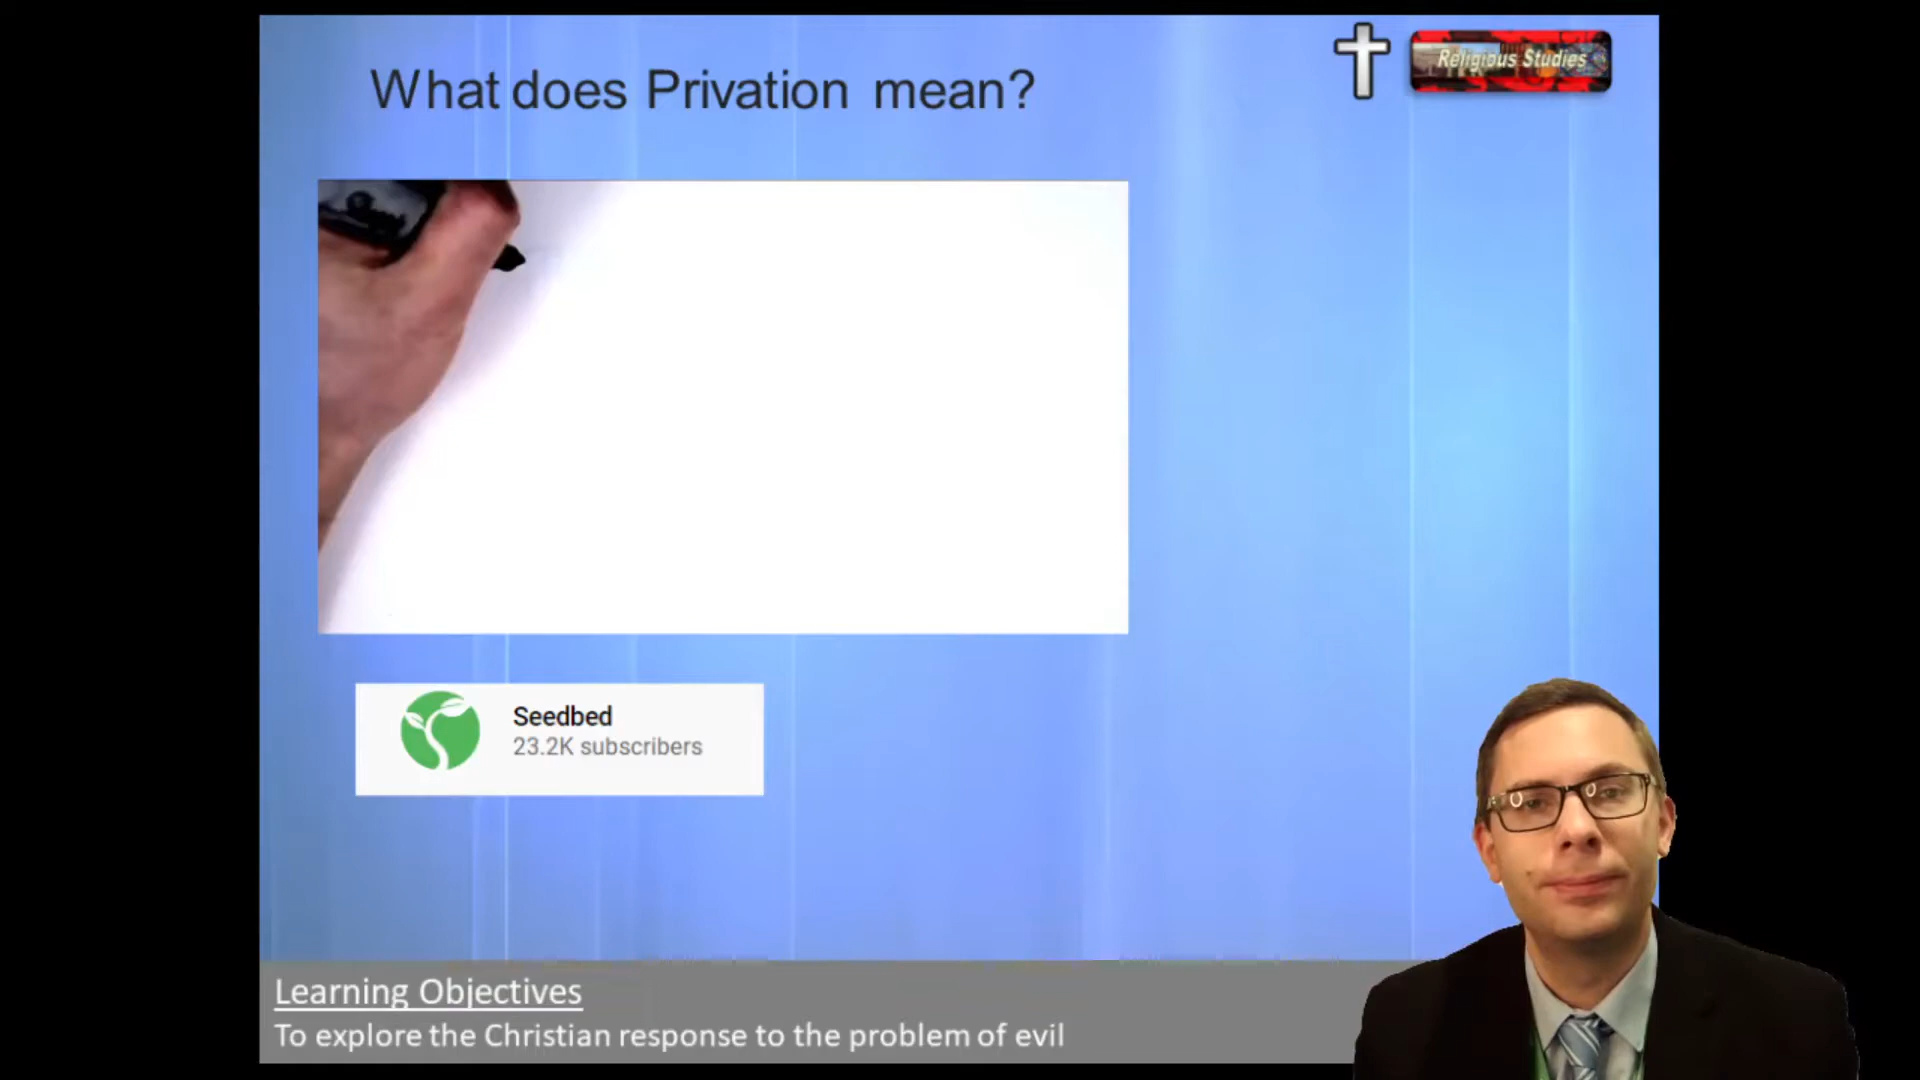 What does Privation mean?
Religious Studies
Seedbed
23.2K subscribers
Learning Objectives
To explore the Christian response to the problem of evil